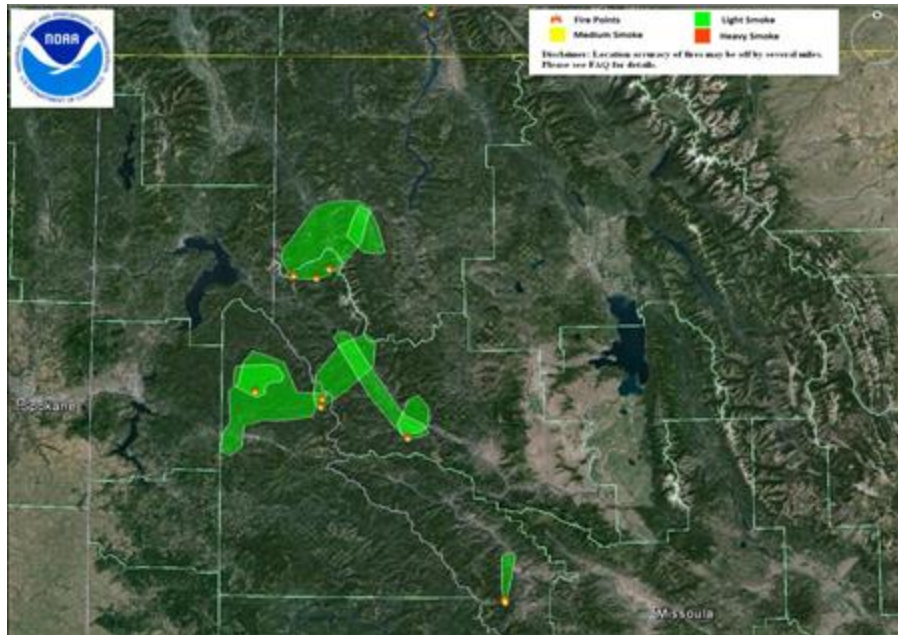 NOAA
Fire Points
Light Smoke
Medium Smoke
Heavy Smoke
Disclaimer: Location accuracy of fires may be off by several miles.
Please see FAQ for details.
Spokane
Missoula